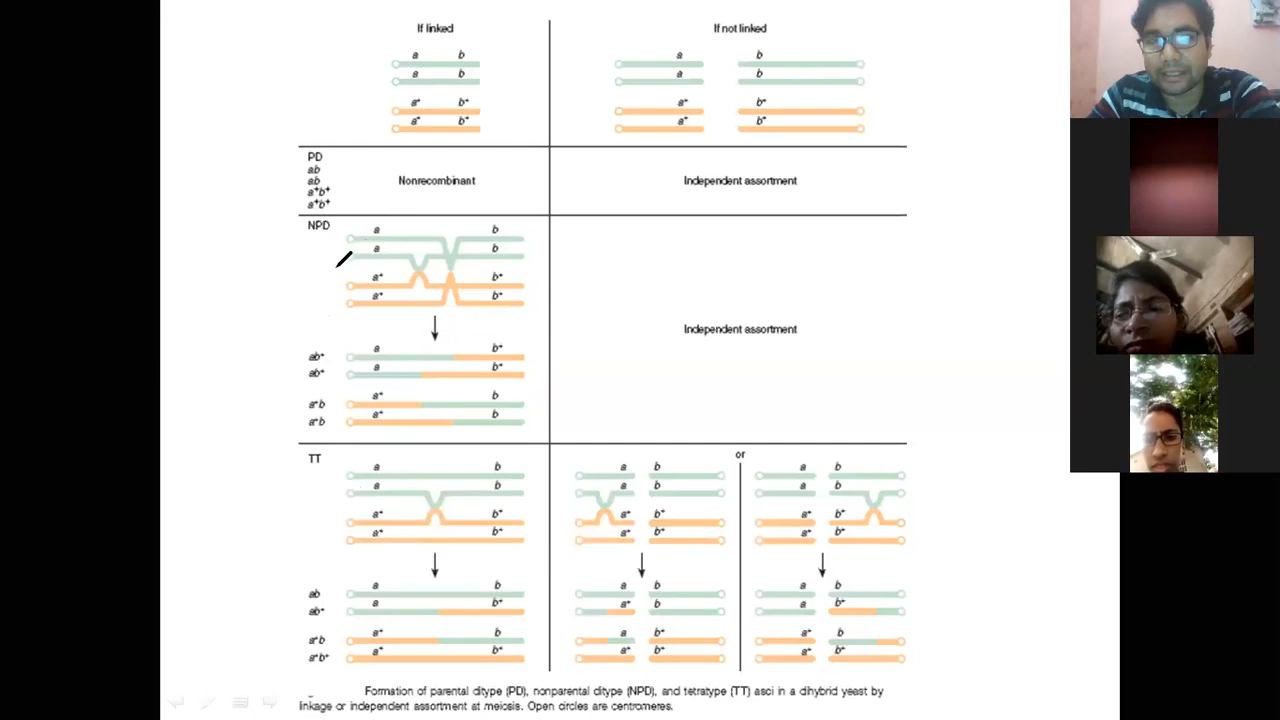 If linked
If not linked
a b
a b
a⁺ b⁺
a⁺ b⁺
a b
a b
a⁺ b⁺
a⁺ b⁺
PD
ab
ab
a⁺b⁺
a⁺b⁺
Nonrecombinant
Independent assortment
NPD
a b
a b
a⁺ b⁺
a⁺ b⁺
Independent assortment
ab⁺ a b⁺
ab⁺ a b⁺
a⁺b a⁺ b
a⁺b a⁺ b
TT
a b
a b
a⁺ b⁺
a⁺ b⁺
or
a b
a b
a⁺ b⁺
a⁺ b⁺
a b
a b
a⁺ b⁺
a⁺ b⁺
ab a b
ab⁺ a b⁺
a⁺b a⁺ b
a⁺b⁺ a⁺ b⁺
a b
a⁺ b
a b⁺
a⁺ b⁺
a b
a b⁺
a⁺ b
a⁺ b⁺
Formation of parental ditype (PD), nonparental ditype (NPD), and tetratype (TT) asci in a dihybrid yeast by
linkage or independent assortment at meiosis. Open circles are centromeres.